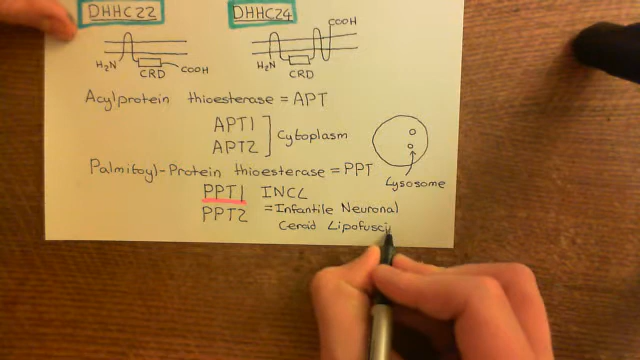 DHHC22 DHHC24
COOH
H₂N CRD COOH H₂N CRD
Acylprotein thioesterase = APT
APT1
APT2 Cytoplasm
Palmitoyl-Protein thioesterase = PPT
Lysosome
PPT1 INCL
PPT2 = Infantile Neuronal
Ceroid Lipofusci